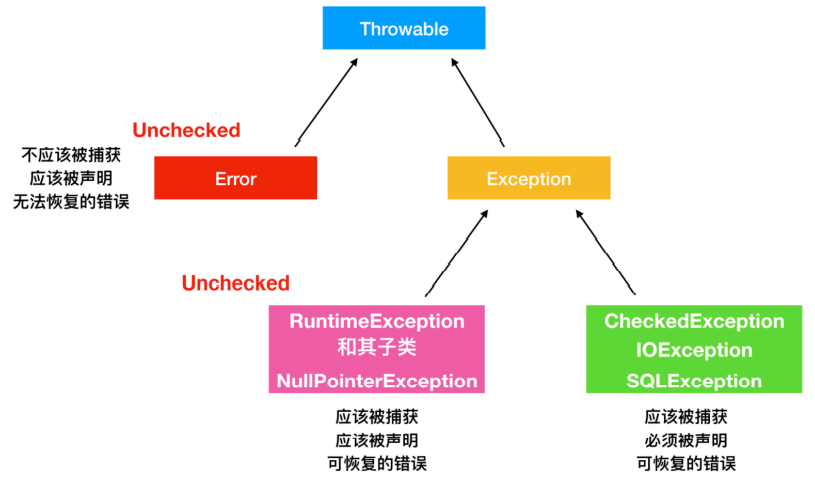 Throwable
Unchecked
不应该被捕获
应该被声明
无法恢复的错误
Error
Exception
Unchecked
RuntimeException
和其子类
NullPointerException
CheckedException
IOException
SQLException
应该被捕获
应该被声明
可恢复的错误
应该被捕获
必须被声明
可恢复的错误